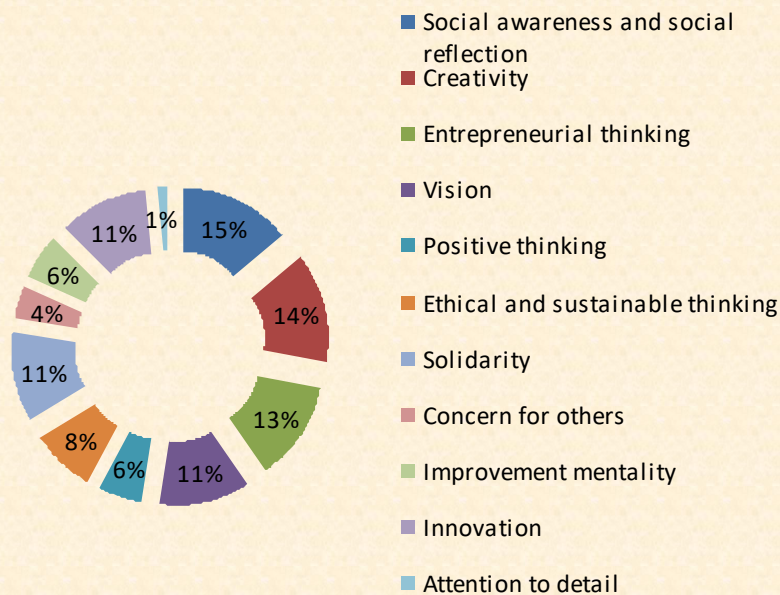 Social awareness and social
reflection
Creativity
Entrepreneurial thinking
Vision
Positive thinking
Ethical and sustainable thinking
Solidarity
Concern for others
Improvement mentality
Innovation
Attention to detail
15%
14%
13%
11%
6%
8%
11%
4%
6%
11%
1%